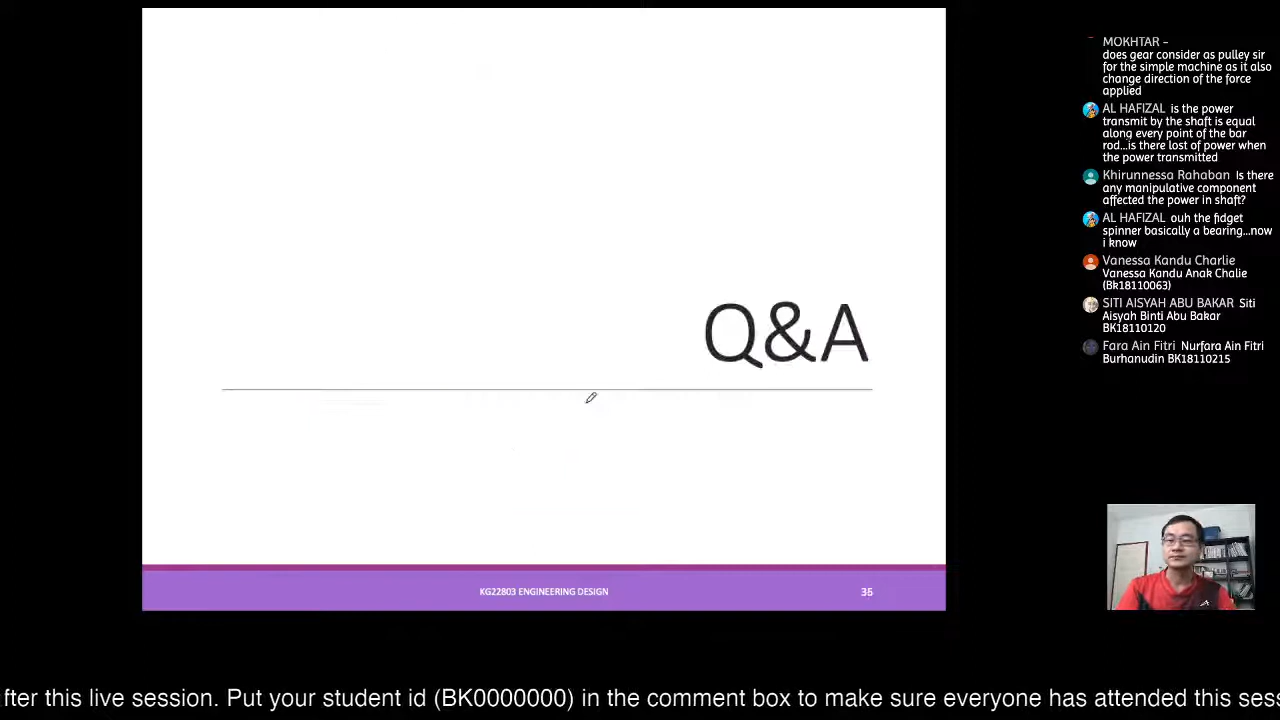 Q&A
KG22803 ENGINEERING DESIGN
35
MOKHTAR -
does gear consider as pulley sir
for the simple machine as it also
change direction of the force
applied
AL HAFIZAL is the power
transmit by the shaft is equal
along every point of the bar
rod...is there lost of power when
the power transmitted
Khirunnessa Rahaban Is there
any manipulative component
affected the power in shaft?
AL HAFIZAL ouh the fidget
spinner basically a bearing...now
i know
Vanessa Kandu Charlie
Vanessa Kandu Anak Chalie
(Bk18110063)
SITI AISYAH ABU BAKAR Siti
Aisyah Binti Abu Bakar
BK18110120
Fara Ain Fitri Nurfara Ain Fitri
Burhanudin BK18110215
fter this live session. Put your student id (BK0000000) in the comment box to make sure everyone has attended this sess